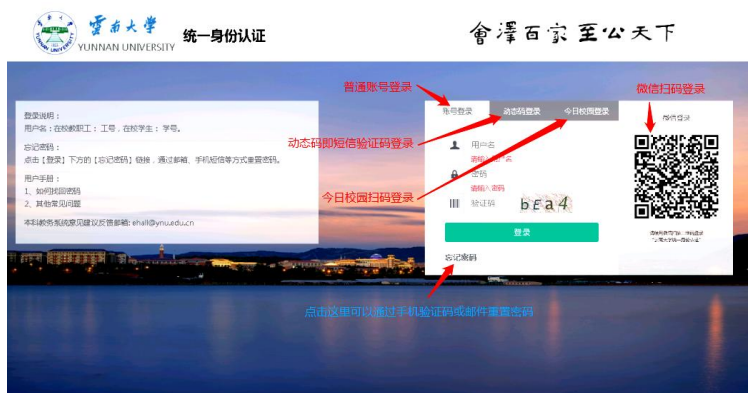 雲南大學
YUNNAN UNIVERSITY
统一身份认证
會澤百家 至公天下
普通账号登录
微信扫码登录
登录说明：
用户名：在校教职工：工号，在校学生：学号。
忘记密码：
点击【登录】下方的【忘记密码】链接，通过邮箱、手机短信等方式重置密码。
用户手册：
1、如何找回密码
2、其他常见问题
本科教务系统意见建议反馈邮箱: ehall@ynu.edu.cn
动态码即短信验证码登录
今日校园扫码登录
账号登录
动态码登录
今日校园登录
微信登录
用户名
密码
请输入密码
验证码
bEa4
登录
忘记密码
点击这里可以通过手机验证码或邮件重置密码